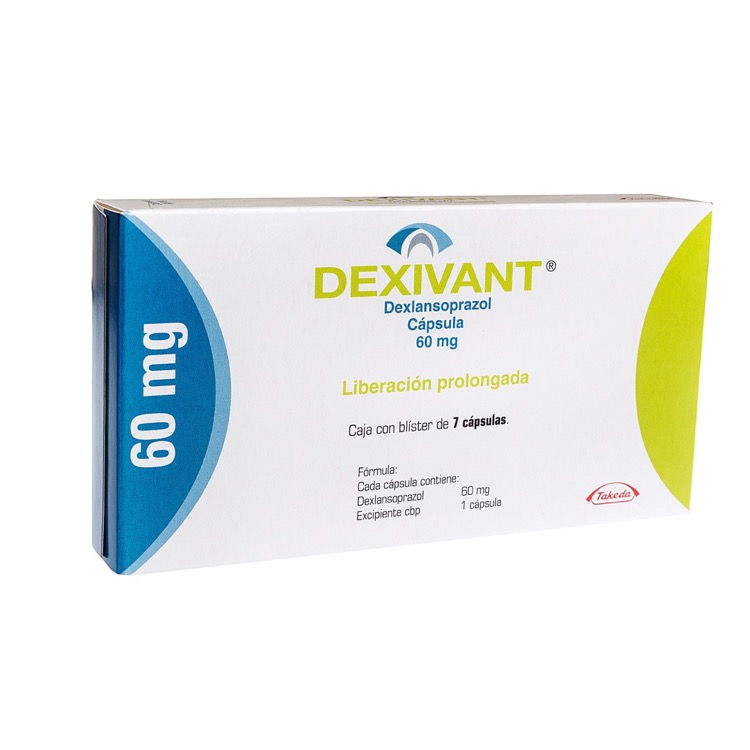 60 mg
DEXIVANT®
Dexlansoprazol
Cápsula
60 mg
Liberación prolongada
Caja con blíster de 7 cápsulas.
Fórmula:
Cada cápsula contiene:
Dexlansoprazol 60 mg
Excipiente cbp 1 cápsula
Takeda